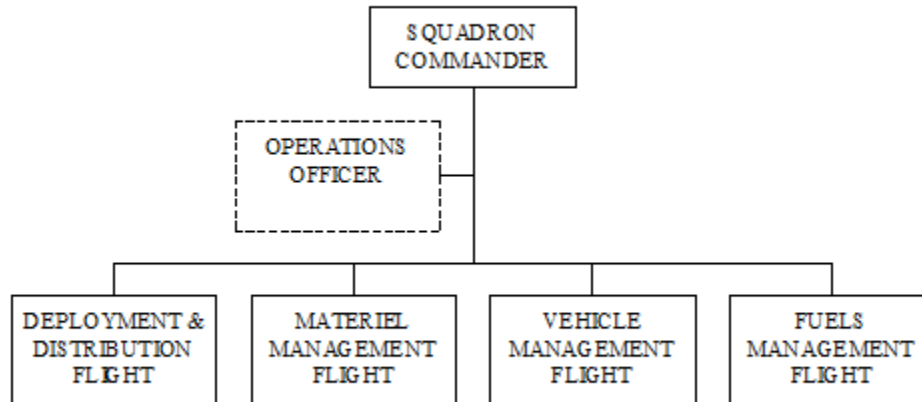 SQUADRON
COMMANDER
OPERATIONS
OFFICER
DEPLOYMENT &
DISTRIBUTION
FLIGHT
MATERIEL
MANAGEMENT
FLIGHT
VEHICLE
MANAGEMENT
FLIGHT
FUELS
MANAGEMENT
FLIGHT